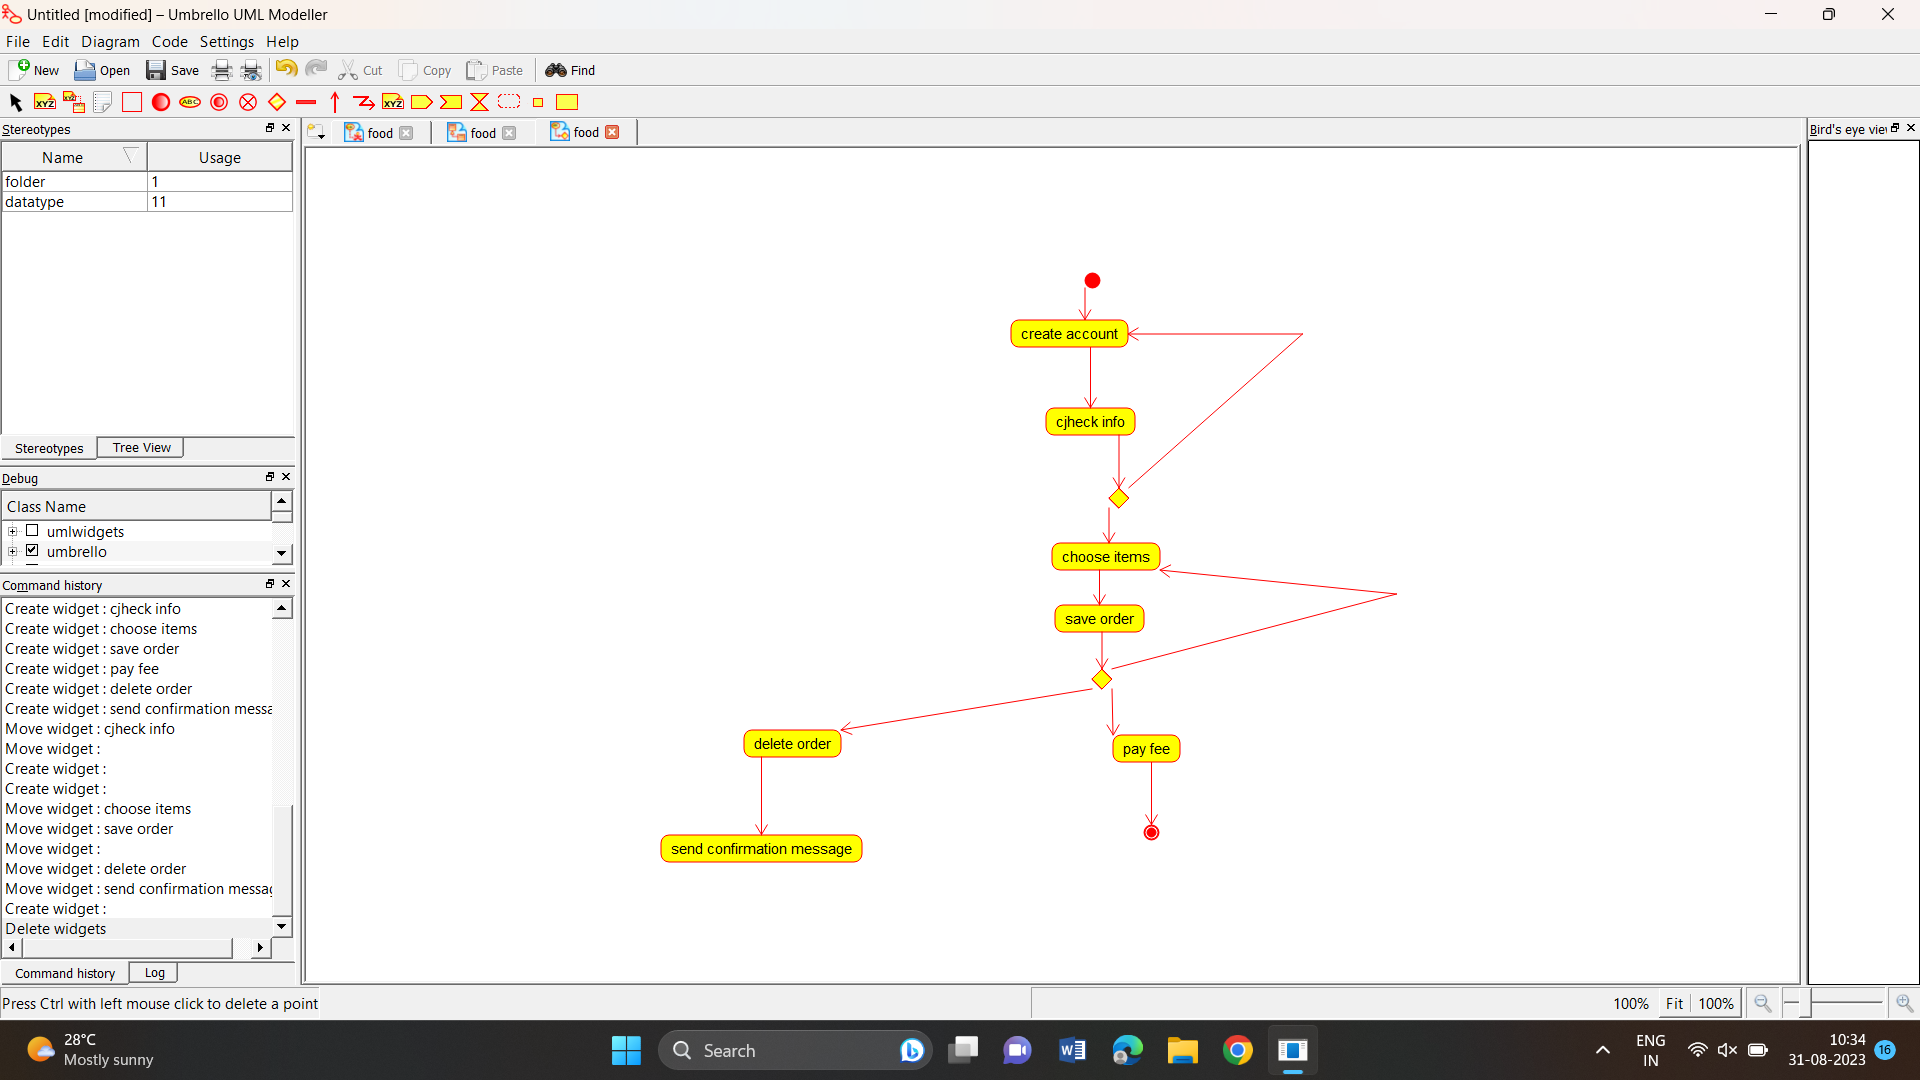 Untitled [modified] – Umbrello UML Modeller
File Edit Diagram Code Settings Help
New Open Save Cut Copy Paste Find
XYZ XYZ ABC XYZ
Stereotypes
Name Usage
folder 1
datatype 11
Stereotypes Tree View
Debug
Class Name
umlwidgets
umbrello
Command history
Create widget : cjheck info
Create widget : choose items
Create widget : save order
Create widget : pay fee
Create widget : delete order
Create widget : send confirmation messa
Move widget : cjheck info
Move widget :
Create widget :
Create widget :
Move widget : choose items
Move widget : save order
Move widget :
Move widget : delete order
Move widget : send confirmation messag
Create widget :
Delete widgets
Command history Log
Press Ctrl with left mouse click to delete a point
food food food
create account
cjheck info
choose items
save order
delete order
pay fee
send confirmation message
Bird's eye viev
100% Fit 100%
28°C
Mostly sunny
Search
ENG
IN
10:34
31-08-2023
16